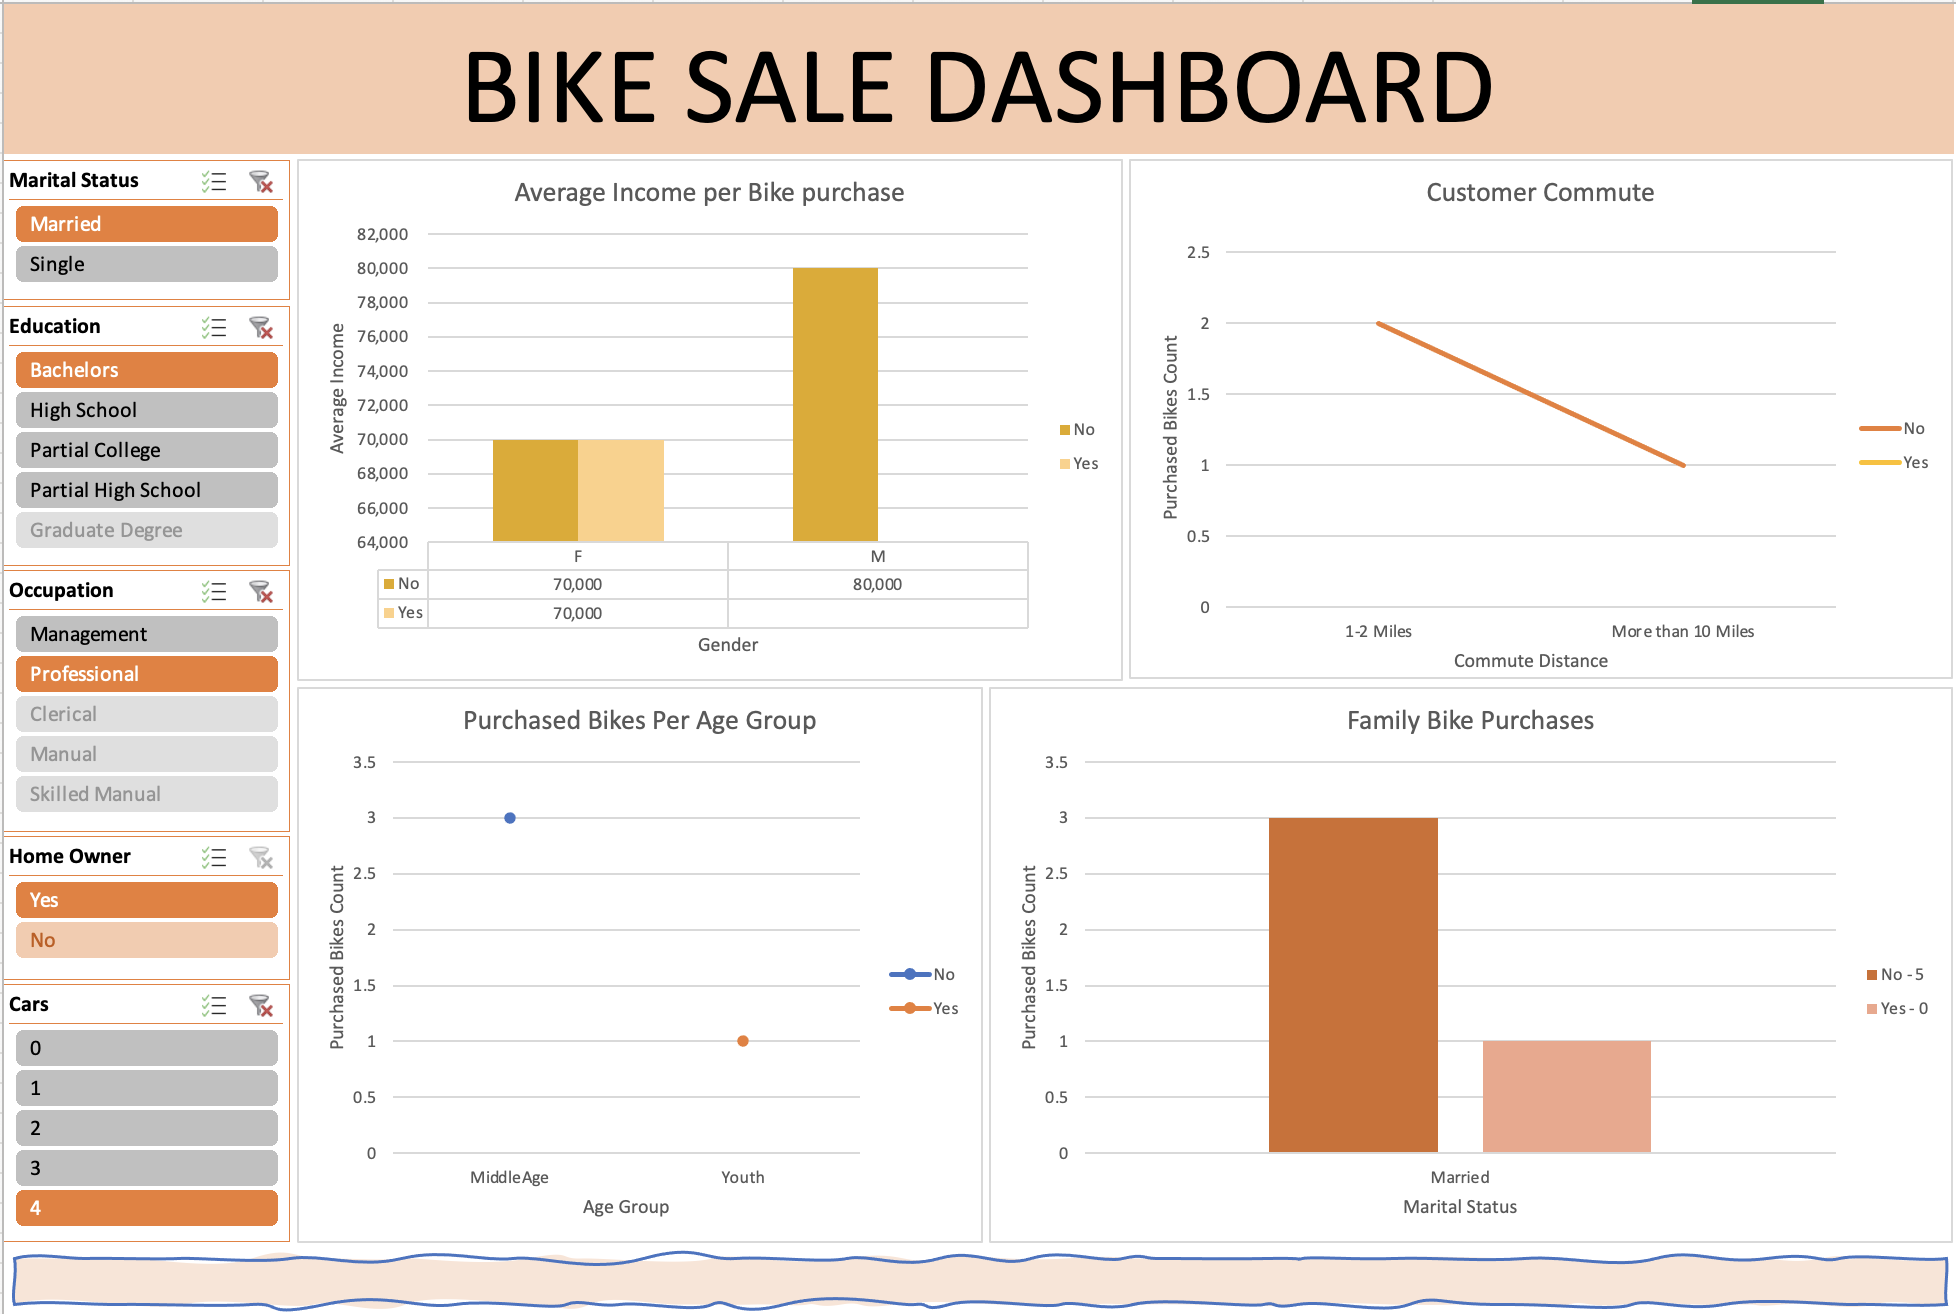 BIKE SALE DASHBOARD
Marital Status
Married
Single
Education
Bachelors
High School
Partial College
Partial High School
Graduate Degree
Occupation
Management
Professional
Clerical
Manual
Skilled Manual
Home Owner
Yes
No
Cars
0
1
2
3
4
Average Income per Bike purchase
Average Income
82,000
80,000
78,000
76,000
74,000
72,000
70,000
68,000
66,000
64,000
F M
No 70,000 80,000
Yes 70,000
Gender
No
Yes
Customer Commute
Purchased Bikes Count
2.5
2
1.5
1
0.5
0
1-2 Miles More than 10 Miles
Commute Distance
No
Yes
Purchased Bikes Per Age Group
Purchased Bikes Count
3.5
3
2.5
2
1.5
1
0.5
0
MiddleAge Youth
Age Group
No
Yes
Family Bike Purchases
Purchased Bikes Count
3.5
3
2.5
2
1.5
1
0.5
0
Married
Marital Status
No - 5
Yes - 0